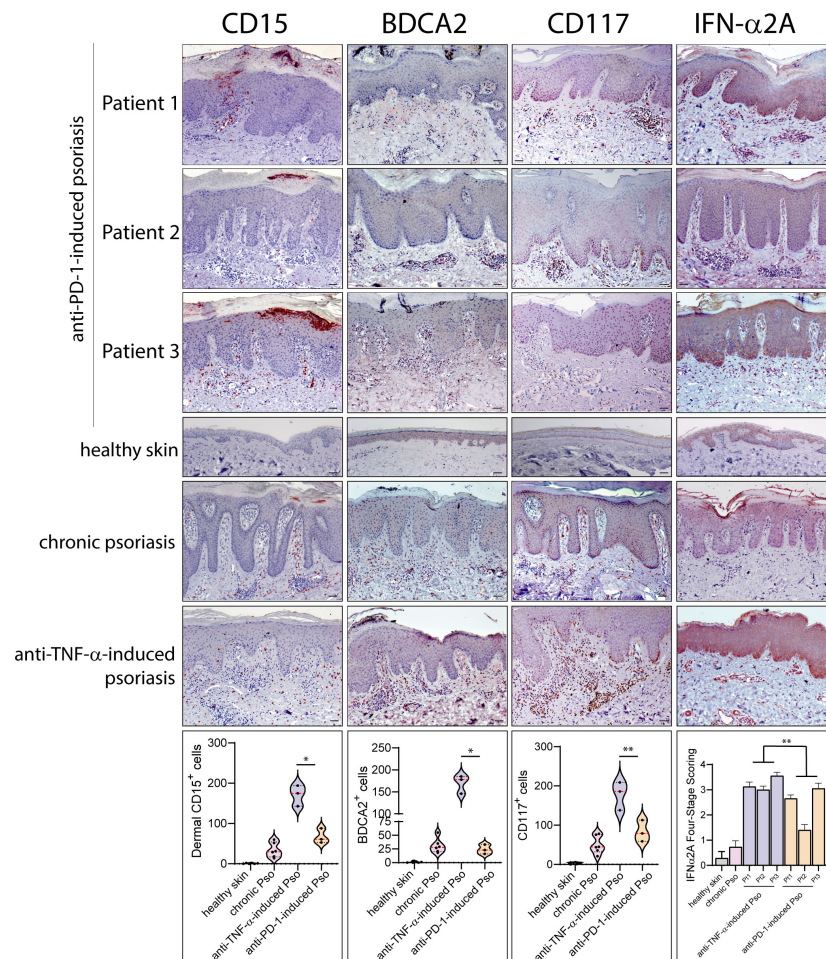 CD15 BDCA2 CD117 IFN-α2A
anti-PD-1-induced psoriasis
Patient 1
Patient 2
Patient 3
healthy skin
chronic psoriasis
anti-TNF-α-induced
psoriasis
Dermal CD15⁺ cells
300
200
100
0
*
healthy skin
chronic Pso
anti-TNF-α-induced Pso
anti-PD-1-induced Pso
BDCA2⁺ cells
250
200
150
100
75
50
25
0
*
healthy skin
chronic Pso
anti-TNF-α-induced Pso
anti-PD-1-induced Pso
CD117⁺ cells
300
200
100
0
**
healthy skin
chronic Pso
anti-TNF-α-induced Pso
anti-PD-1-induced Pso
IFNα2A Four-Stage Scoring
4
3
2
1
0
**
healthy skin
chronic Pso
Pt1
Pt2
Pt3
Pt1
Pt2
Pt3
anti-TNF-α-induced Pso
anti-PD-1-induced Pso